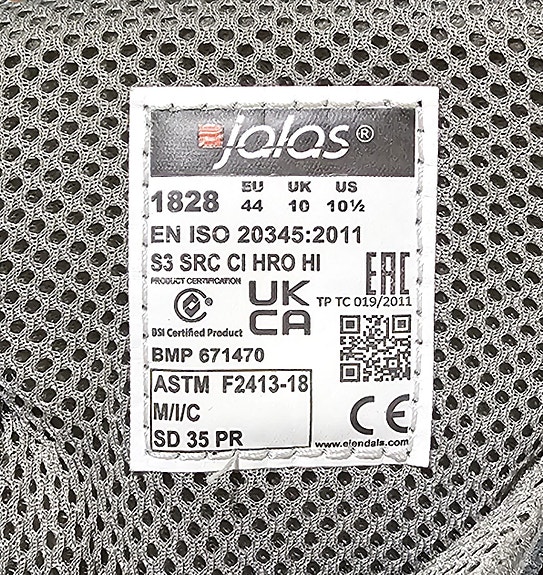 jalas®
EU UK US
1828 44 10 10½
EN ISO 20345:2011
S3 SRC CI HRO HI
PRODUCT CERTIFICATION
EAC
UK
CA
TP TC 019/2011
BSI Certified Product
BMP 671470
ASTM F2413-18
M/I/C
SD 35 PR
CE
www.ejendals.com